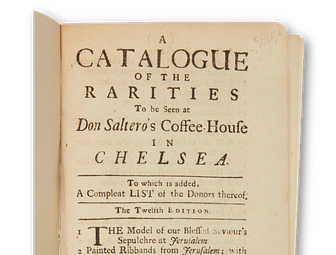 A
CATALOGUE
OF THE
RARITIES
To be Seen at
Don Saltero's Coffee-House
IN
CHELSEA.
To which is added,
A Compleat LIST of the Donors thereof.
The Twelfth EDITION.
1 THE Model of our Blessed Saviour's
Sepulchre at Jerusalem
2 Painted Ribbands from Jerusalem; with